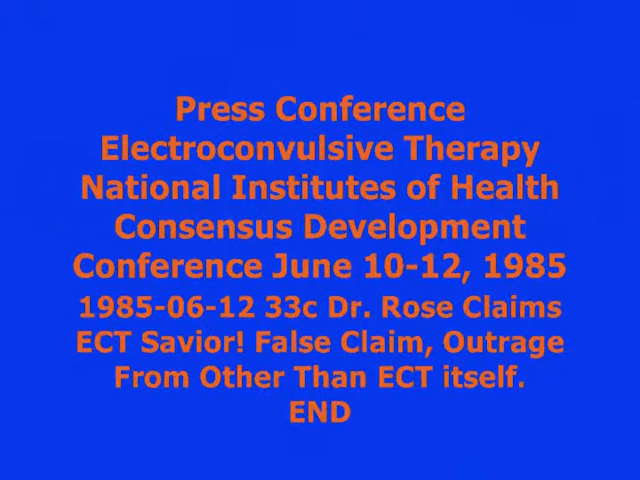 Press Conference
Electroconvulsive Therapy
National Institutes of Health
Consensus Development
Conference June 10-12, 1985
1985-06-12 33c Dr. Rose Claims
ECT Savior! False Claim, Outrage
From Other Than ECT itself.
END